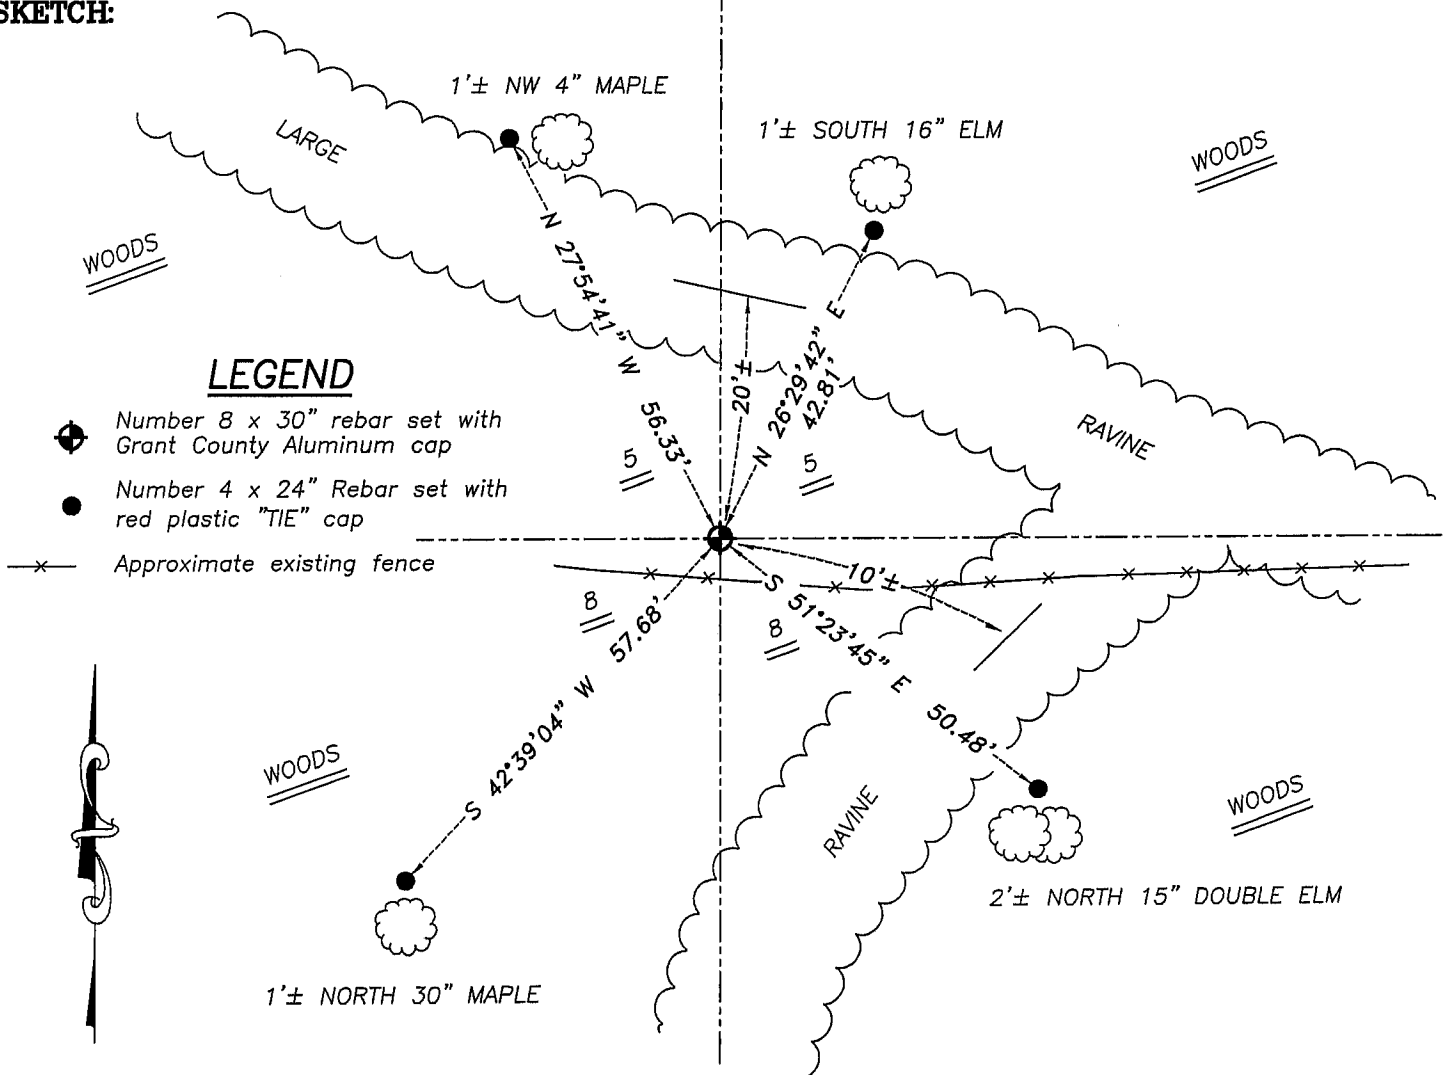 SKETCH:
1'± NW 4" MAPLE
1'± SOUTH 16" ELM
LARGE
WOODS
WOODS
N 27°54'41" W 56.33'
20'±
N 26°29'42" E
42.81'
RAVINE
LEGEND
Number 8 x 30" rebar set with
Grant County Aluminum cap
Number 4 x 24" Rebar set with
red plastic "TIE" cap
Approximate existing fence
5
5
8
8
10'±
S 51°23'45" E 50.48'
S 42°39'04" W 57.68'
WOODS
RAVINE
WOODS
2'± NORTH 15" DOUBLE ELM
1'± NORTH 30" MAPLE